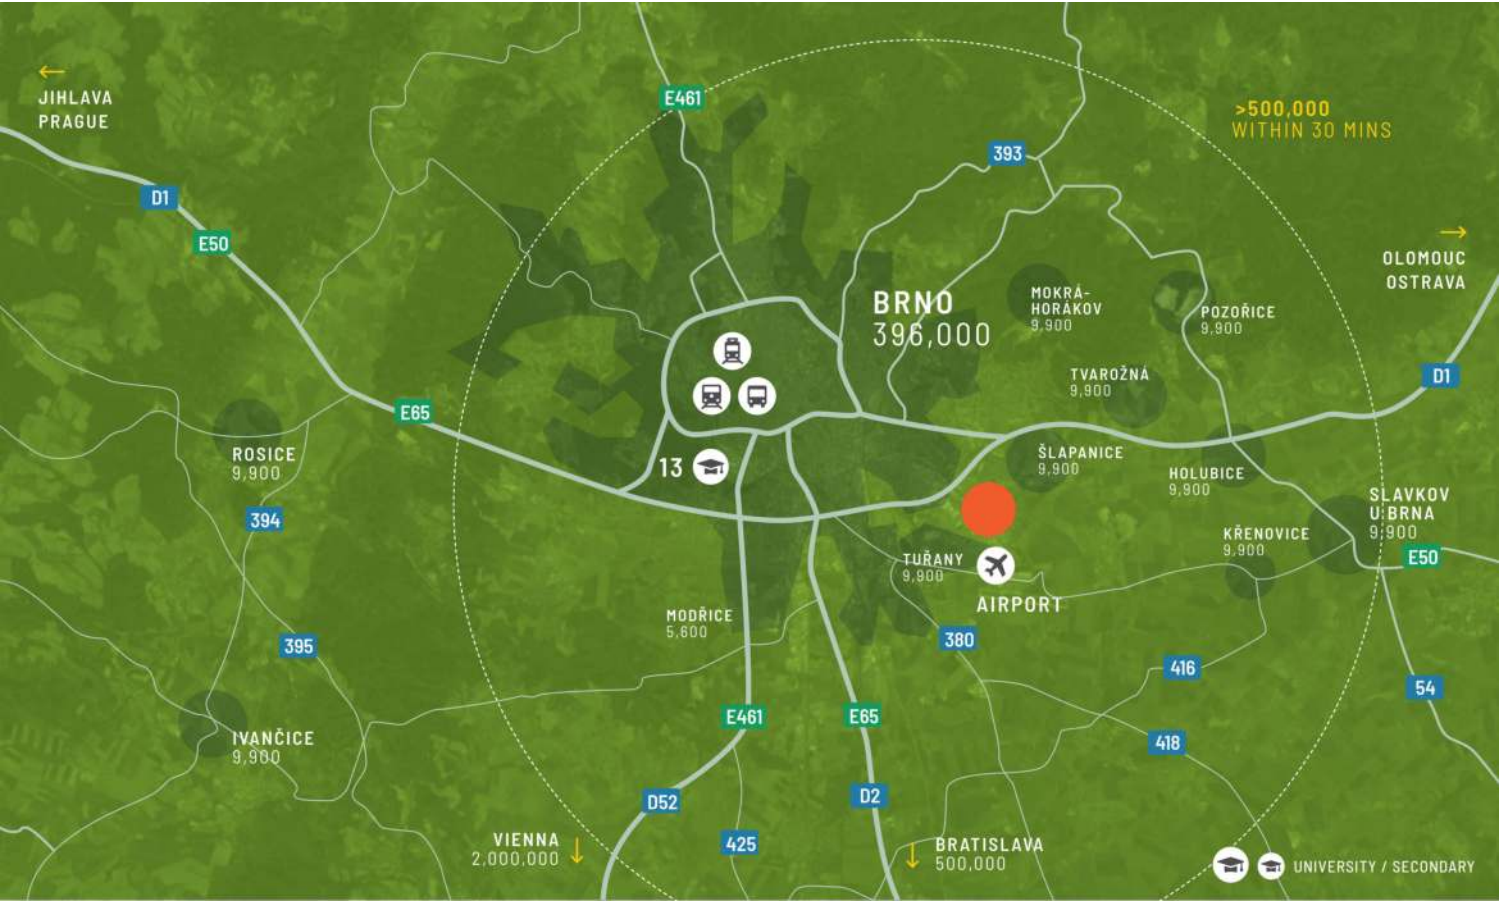 ←
JIHLAVA
PRAGUE
E461
>500,000
WITHIN 30 MINS
393
D1
E50
→
OLOMOUC
OSTRAVA
BRNO
396,000
MOKRÁ-
HORÁKOV
9,900
POZOŘICE
9,900
TVAROŽNÁ
9,900
D1
E65
ROSICE
9,900
13
ŠLAPANICE
9,900
HOLUBICE
9,900
SLAVKOV
U BRNA
9,900
394
KŘENOVICE
9,900
E50
TUŘANY
9,900
AIRPORT
MODŘICE
5,600
395
380
416
54
E461
E65
418
IVANČICE
9,900
D52
D2
425
VIENNA
2.000,000
↓
↓
BRATISLAVA
500,000
UNIVERSITY / SECONDARY